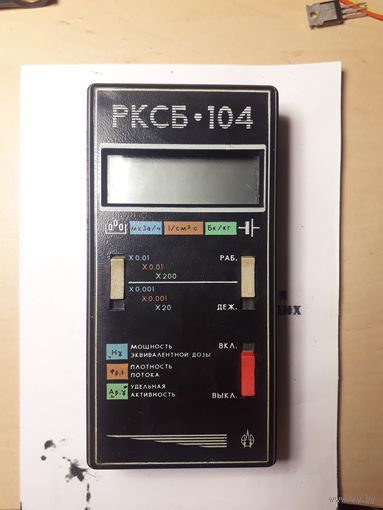 РКСБ•104
мкЗв/ч 1/см²·с Бк/кг
X 0,01
X 0,01
X 200
РАБ.
X 0,001
X 0,001
X 20
ДЕЖ.
Нγ МОЩНОСТЬ
ЭКВИВАЛЕНТНОЙ ДОЗЫ
ВКЛ.
ПЛОТНОСТЬ
ПОТОКА
УДЕЛЬНАЯ
АКТИВНОСТЬ
ВЫКЛ.